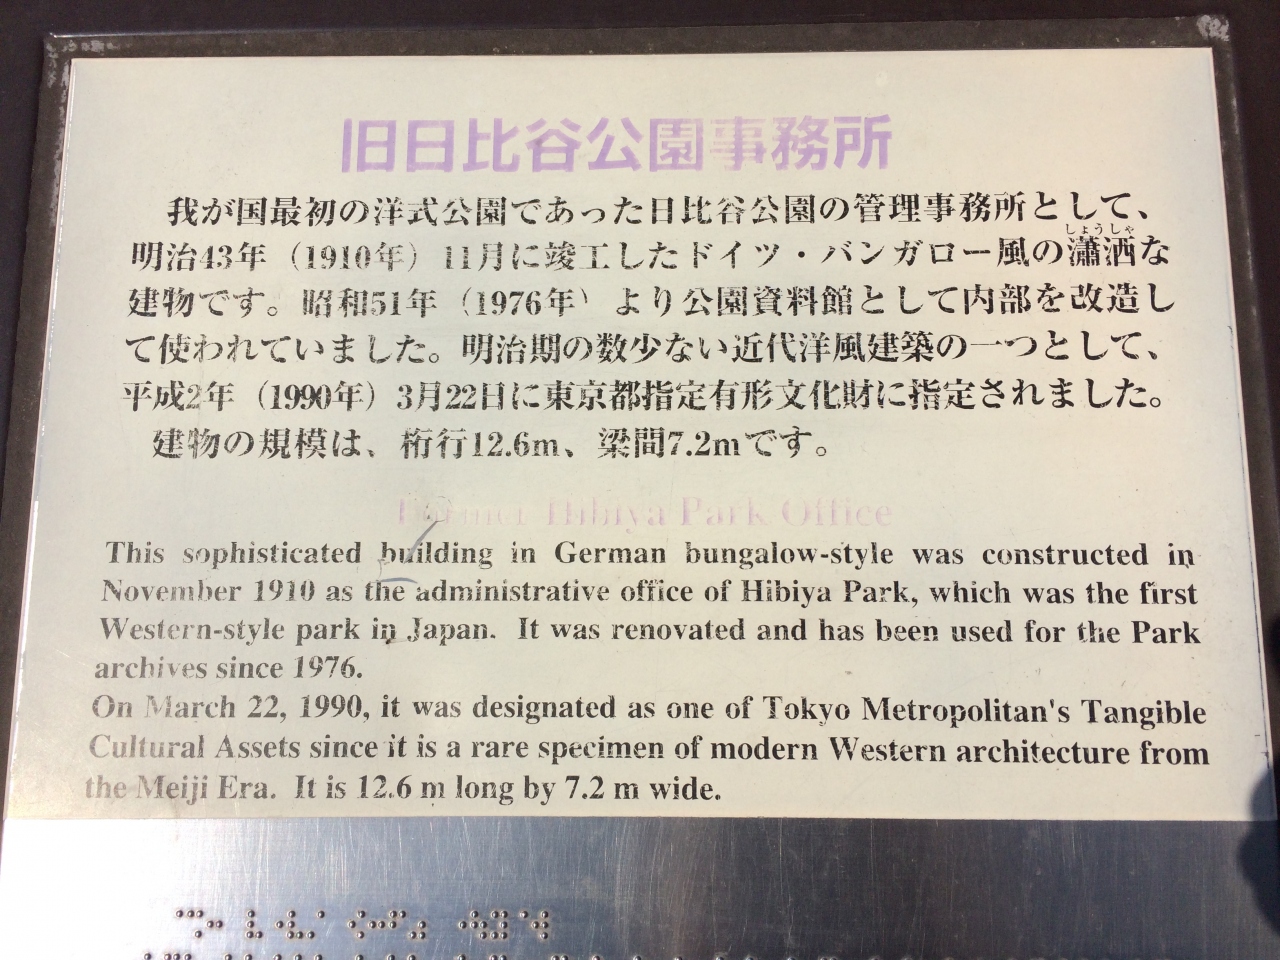 旧日比谷公園事務所
我が国最初の洋式公園であった日比谷公園の管理事務所として、
しょうしゃ
明治43年（1910年）11月に竣工したドイツ・バンガロー風の瀟洒な
建物です。昭和51年（1976年）より公園資料館として内部を改造し
て使われていました。明治期の数少ない近代洋風建築の一つとして、
平成2年（1990年）3月22日に東京都指定有形文化財に指定されました。
建物の規模は、桁行12.6m、梁間7.2mです。
Former Hibiya Park Office
This sophisticated building in German bungalow-style was constructed in
November 1910 as the administrative office of Hibiya Park, which was the first
Western-style park in Japan. It was renovated and has been used for the Park
archives since 1976.
On March 22, 1990, it was designated as one of Tokyo Metropolitan's Tangible
Cultural Assets since it is a rare specimen of modern Western architecture from
the Meiji Era. It is 12.6 m long by 7.2 m wide.